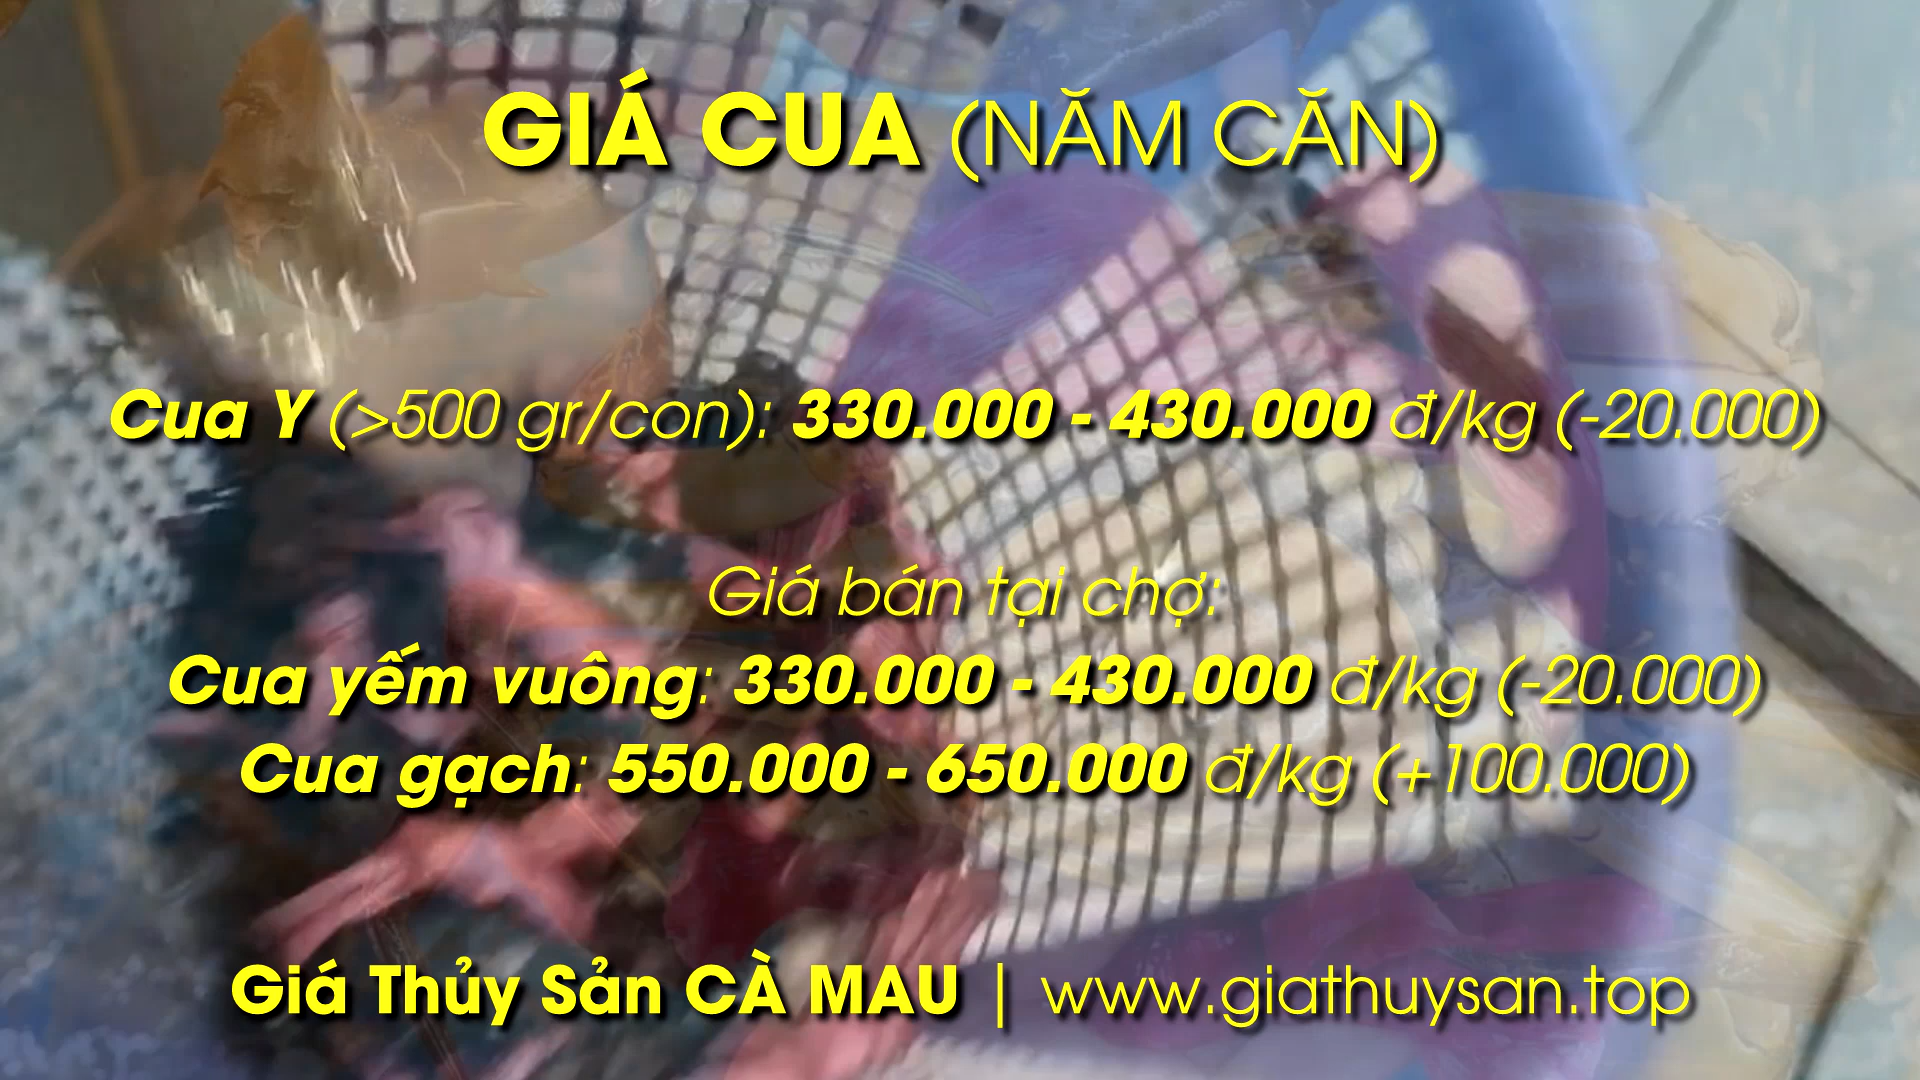 GIÁ CUA (NĂM CĂN)
Cua Y (>500 gr/con): 330.000 - 430.000 đ/kg (-20.000)
Giá bán tại chợ:
Cua yếm vuông: 330.000 - 430.000 đ/kg (-20.000)
Cua gạch: 550.000 - 650.000 đ/kg (+100.000)
Giá Thủy Sản CÀ MAU | www.giathuysan.top